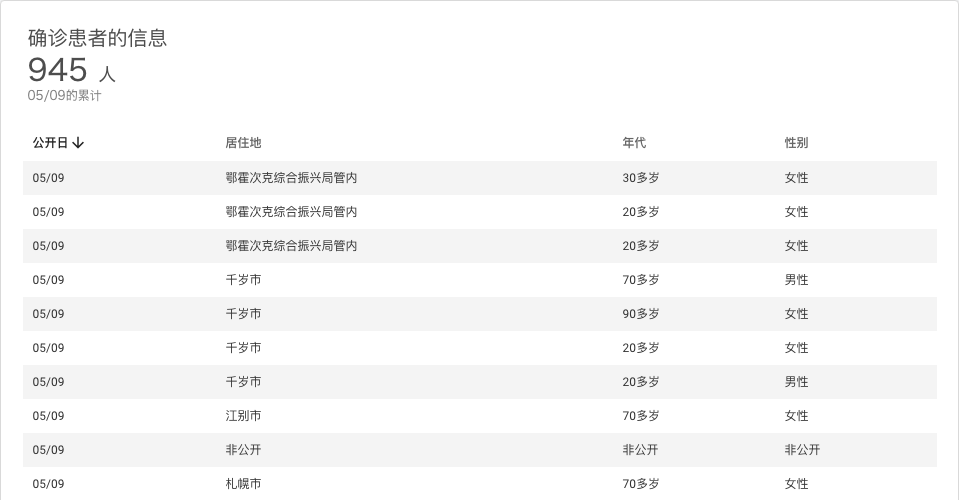 确诊患者的信息
945 人
05/09的累计
公开日 居住地 年代 性别
05/09 鄂霍次克综合振兴局管内 30多岁 女性
05/09 鄂霍次克综合振兴局管内 20多岁 女性
05/09 鄂霍次克综合振兴局管内 20多岁 女性
05/09 千岁市 70多岁 男性
05/09 千岁市 90多岁 女性
05/09 千岁市 20多岁 女性
05/09 千岁市 20多岁 男性
05/09 江别市 70多岁 女性
05/09 非公开 非公开 非公开
05/09 札幌市 70多岁 女性